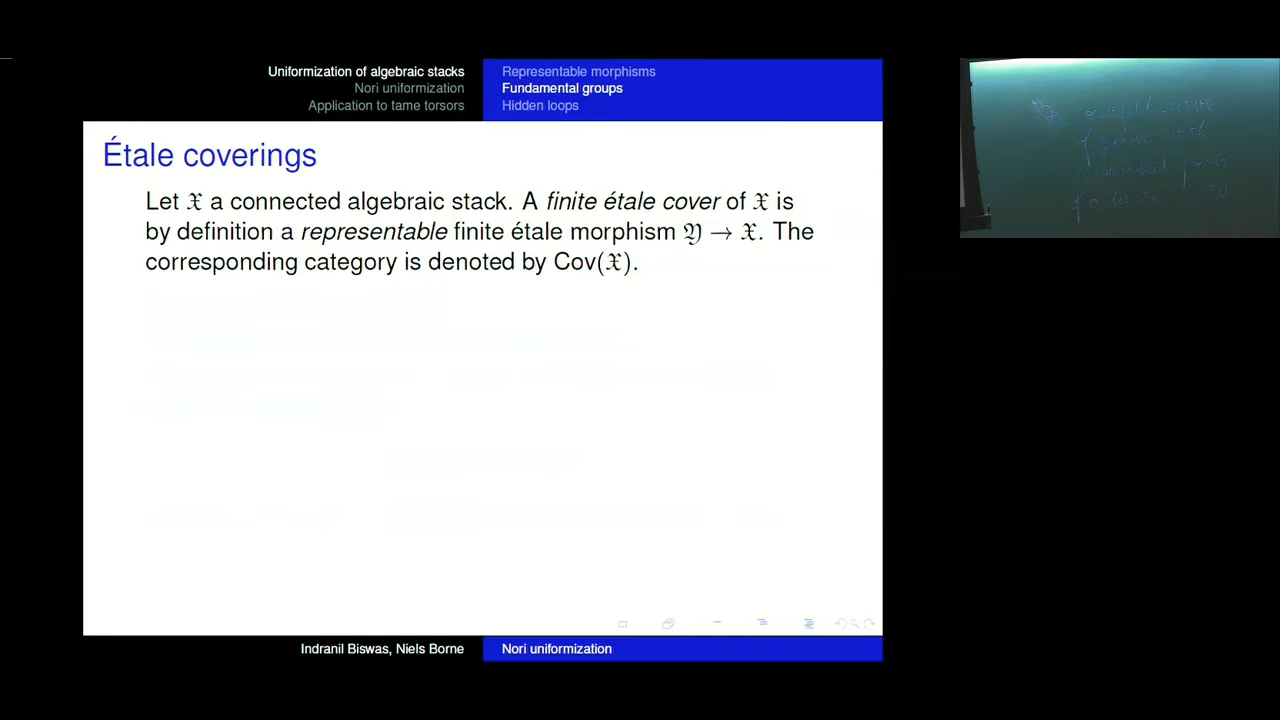 Uniformization of algebraic stacks
Nori uniformization
Application to tame torsors
Representable morphisms
Fundamental groups
Hidden loops
Étale coverings
Let 𝔛 a connected algebraic stack. A finite étale cover of 𝔛 is
by definition a representable finite étale morphism 𝔜 → 𝔛. The
corresponding category is denoted by Cov(𝔛).
Indranil Biswas, Niels Borne
Nori uniformization